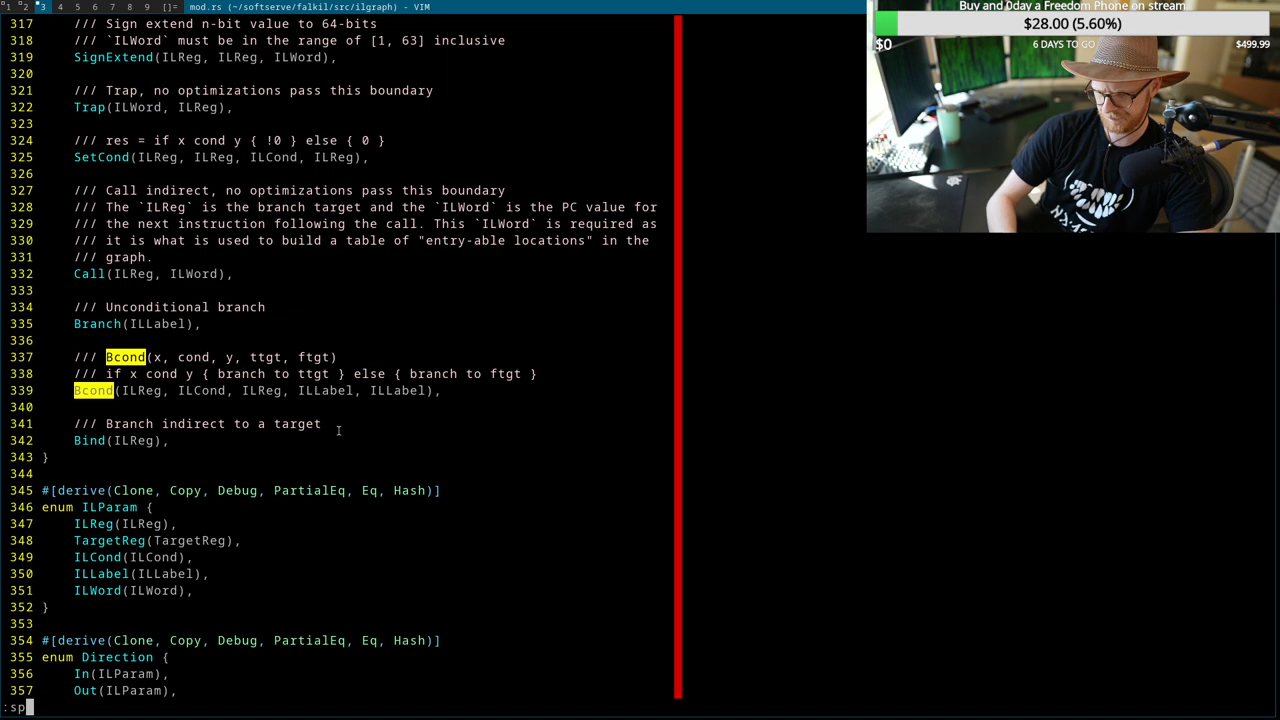 1 2 3 4 5 6 7 8 9 []= mod.rs (~/softserve/falkil/src/ilgraph) - VIM
Buy and 0day a Freedom Phone on stream
$28.00 (5.60%)
$0 6 DAYS TO GO $499.99
317 /// Sign extend n-bit value to 64-bits
318 /// `ILWord` must be in the range of [1, 63] inclusive
319 SignExtend(ILReg, ILReg, ILWord),
320
321 /// Trap, no optimizations pass this boundary
322 Trap(ILWord, ILReg),
323
324 /// res = if x cond y { !0 } else { 0 }
325 SetCond(ILReg, ILReg, ILCond, ILReg),
326
327 /// Call indirect, no optimizations pass this boundary
328 /// The `ILReg` is the branch target and the `ILWord` is the PC value for
329 /// the next instruction following the call. This `ILWord` is required as
330 /// it is what is used to build a table of "entry-able locations" in the
331 /// graph.
332 Call(ILReg, ILWord),
333
334 /// Unconditional branch
335 Branch(ILLabel),
336
337 /// Bcond(x, cond, y, ttgt, ftgt)
338 /// if x cond y { branch to ttgt } else { branch to ftgt }
339 Bcond(ILReg, ILCond, ILReg, ILLabel, ILLabel),
340
341 /// Branch indirect to a target
342 Bind(ILReg),
343 }
344
345 #[derive(Clone, Copy, Debug, PartialEq, Eq, Hash)]
346 enum ILParam {
347 ILReg(ILReg),
348 TargetReg(TargetReg),
349 ILCond(ILCond),
350 ILLabel(ILLabel),
351 ILWord(ILWord),
352 }
353
354 #[derive(Clone, Copy, Debug, PartialEq, Eq, Hash)]
355 enum Direction {
356 In(ILParam),
357 Out(ILParam),
:sp